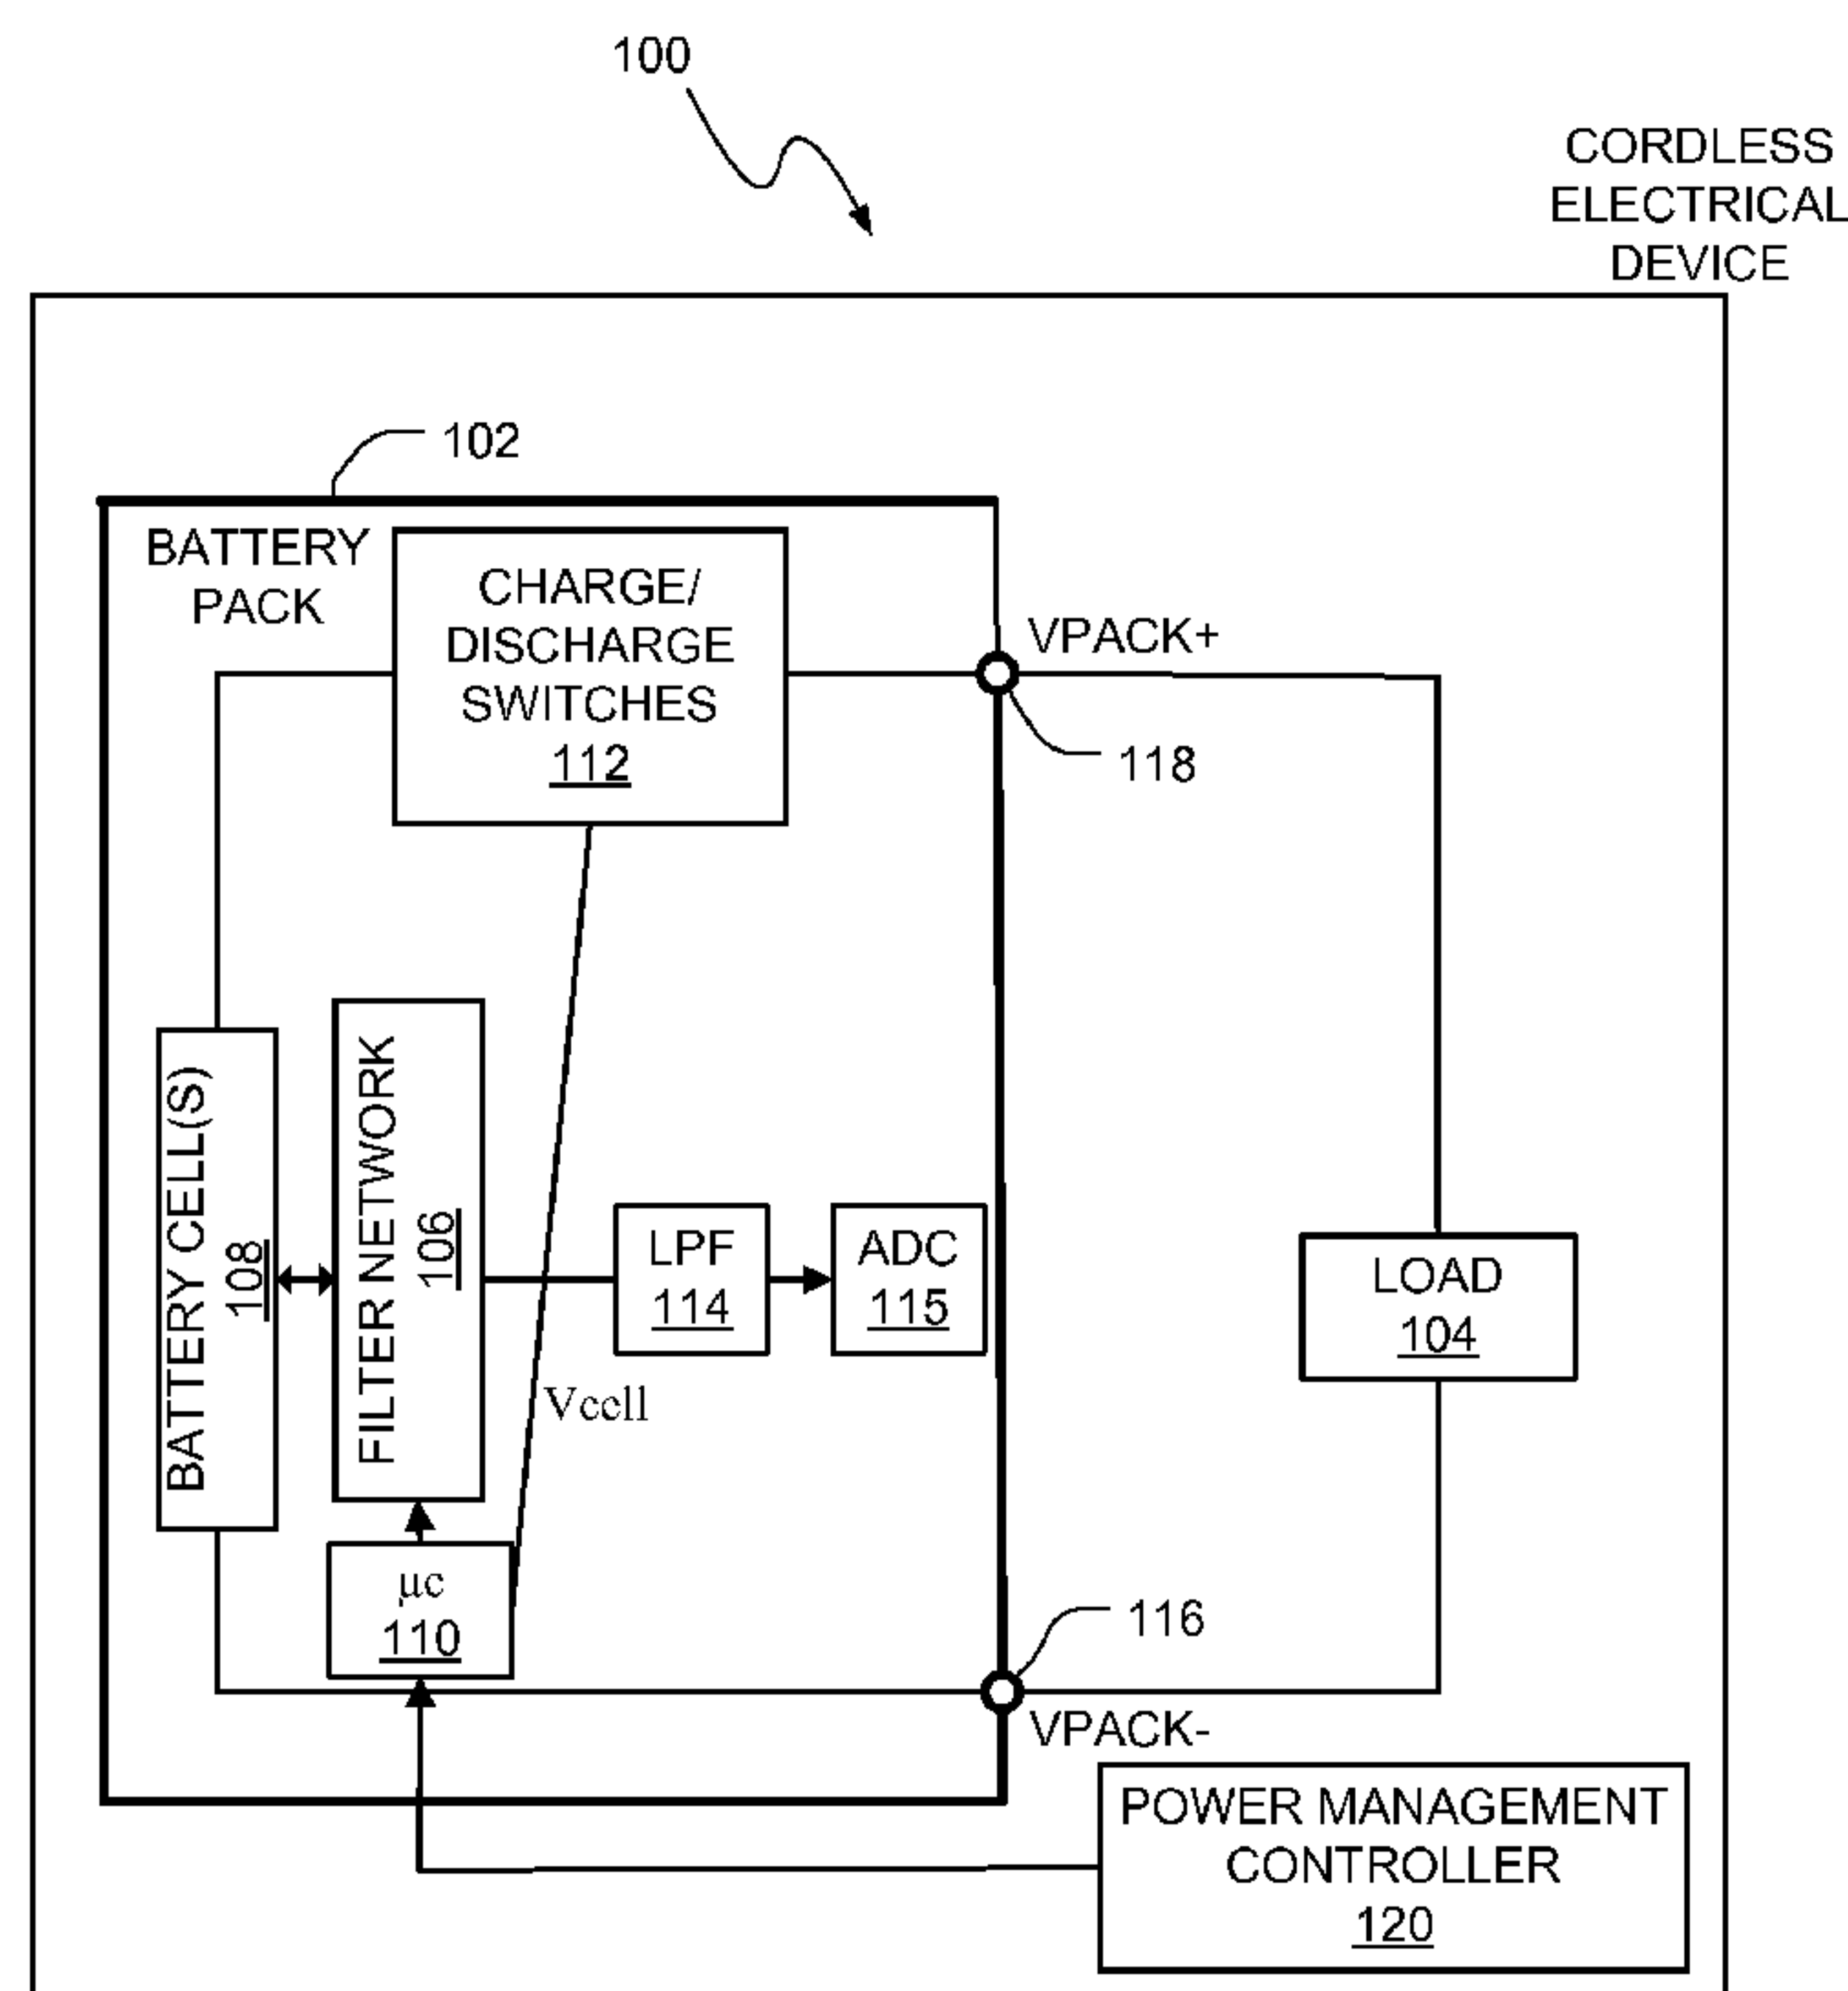 100
CORDLESS
ELECTRICAL
DEVICE
102
BATTERY
PACK
CHARGE/
DISCHARGE
SWITCHES
112
VPACK+
118
BATTERY CELL(S)
108
FILTER NETWORK
106
LPF
114
ADC
115
LOAD
104
Vcell
µc
110
116
VPACK-
POWER MANAGEMENT
CONTROLLER
120